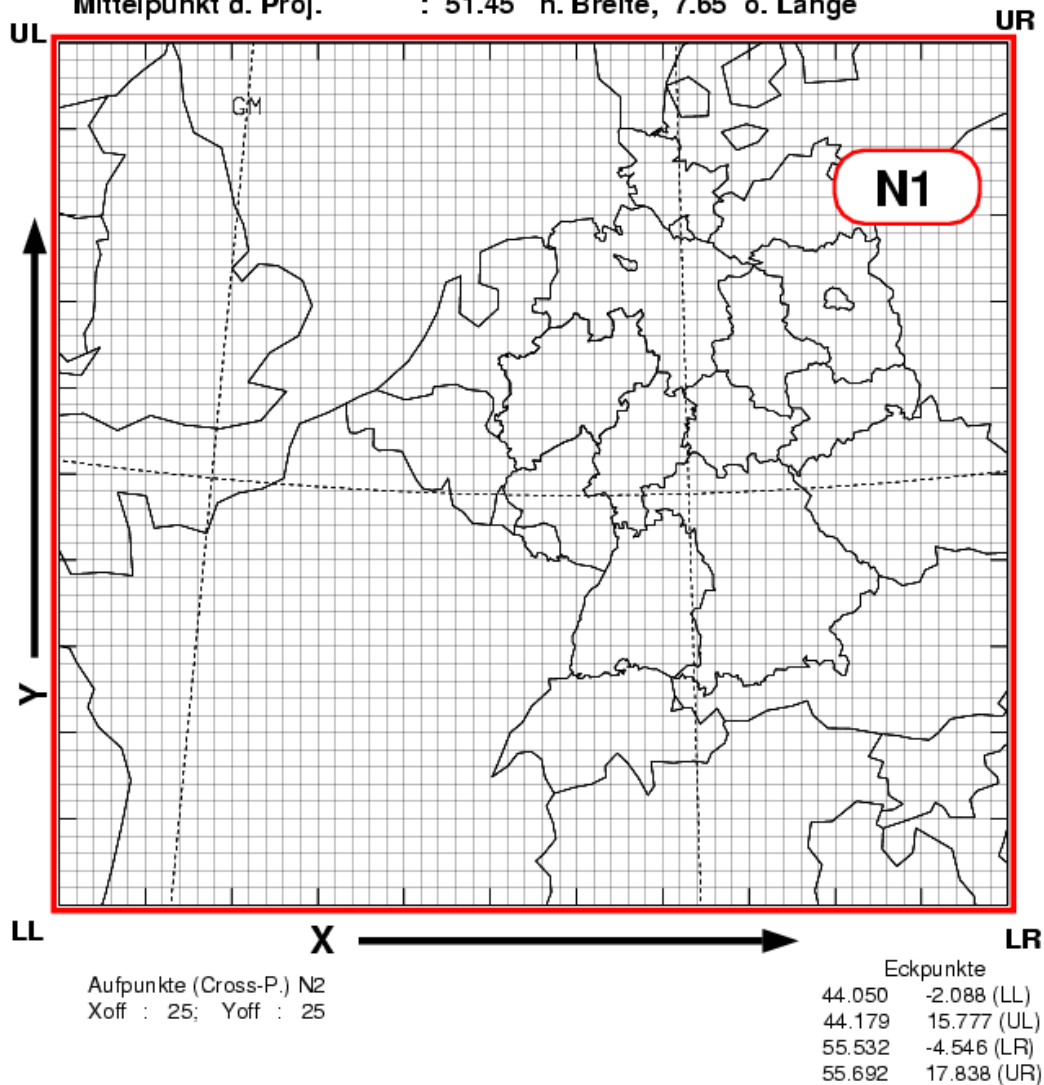 Mittelpunkt d. Proj. : 51.45 n. Breite, 7.65 ö. Länge
UL
UR
GM
N1
Y
LL
X
LR
Aufpunkte (Cross-P.) N2
Xoff : 25; Yoff : 25
Eckpunkte
44.050 -2.088 (LL)
44.179 15.777 (UL)
55.532 -4.546 (LR)
55.692 17.838 (UR)